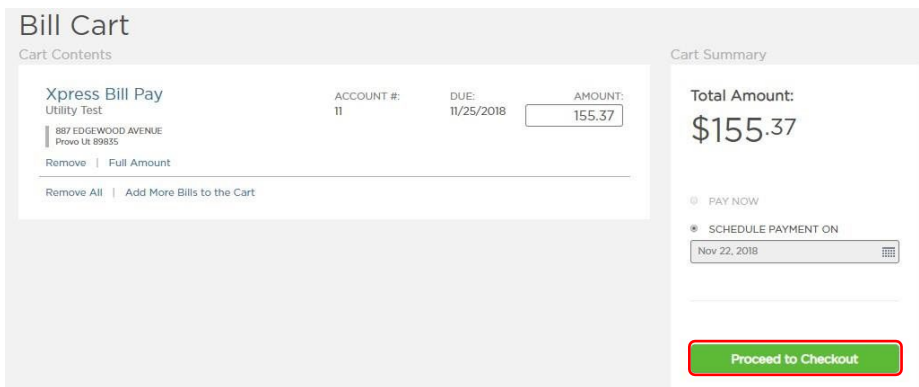 Bill Cart
Cart Contents
Xpress Bill Pay
Utility Test
887 EDGEWOOD AVENUE
Provo Ut 89835
ACCOUNT #:
11
DUE:
11/25/2018
AMOUNT:
155.37
Remove | Full Amount
Remove All | Add More Bills to the Cart
Cart Summary
Total Amount:
$155.37
PAY NOW
SCHEDULE PAYMENT ON
Nov 22, 2018
Proceed to Checkout